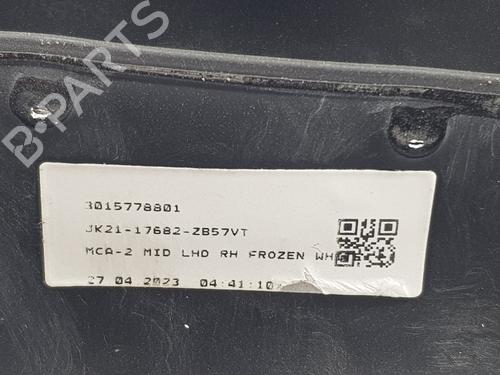 B-PARTS
3015778801
JK21-17682-ZB57VT
MCA-2 MID LHD RH FROZEN WH
27 04 2023 04:41:10